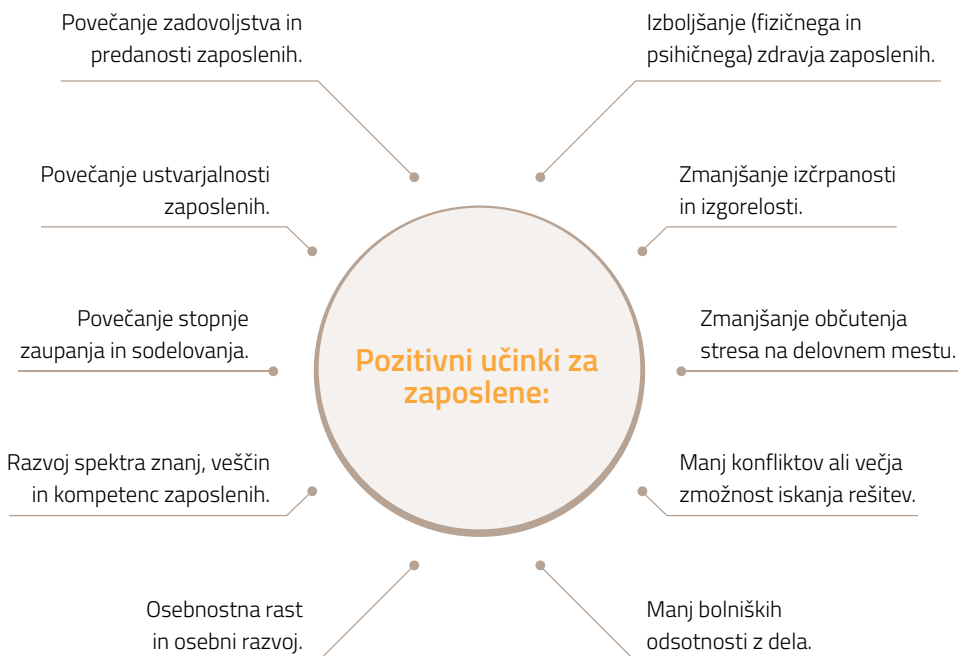 Povečanje zadovoljstva in
predanosti zaposlenih.
Izboljšanje (fizičnega in
psihičnega) zdravja zaposlenih.
Povečanje ustvarjalnosti
zaposlenih.
Zmanjšanje izčrpanosti
in izgorelosti.
Povečanje stopnje
zaupanja in sodelovanja.
Zmanjšanje občutenja
stresa na delovnem mestu.
Pozitivni učinki za
zaposlene:
Razvoj spektra znanj, veščin
in kompetenc zaposlenih.
Manj konfliktov ali večja
zmožnost iskanja rešitev.
Osebnostna rast
in osebni razvoj.
Manj bolniških
odsotnosti z dela.